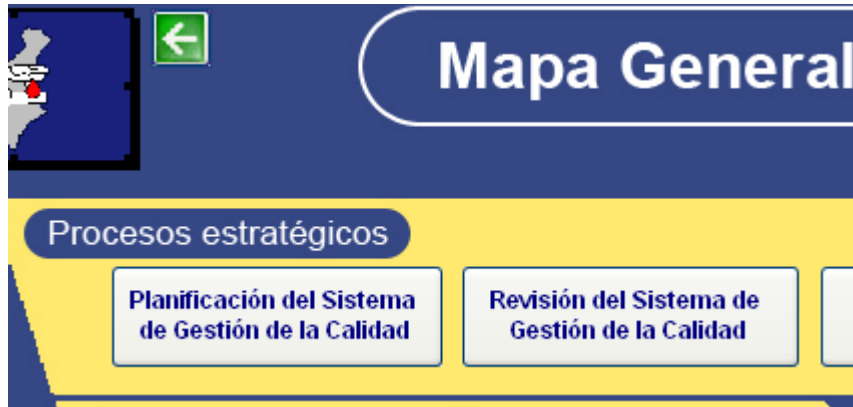 Mapa General
Procesos estratégicos
Planificación del Sistema
de Gestión de la Calidad
Revisión del Sistema de
Gestión de la Calidad